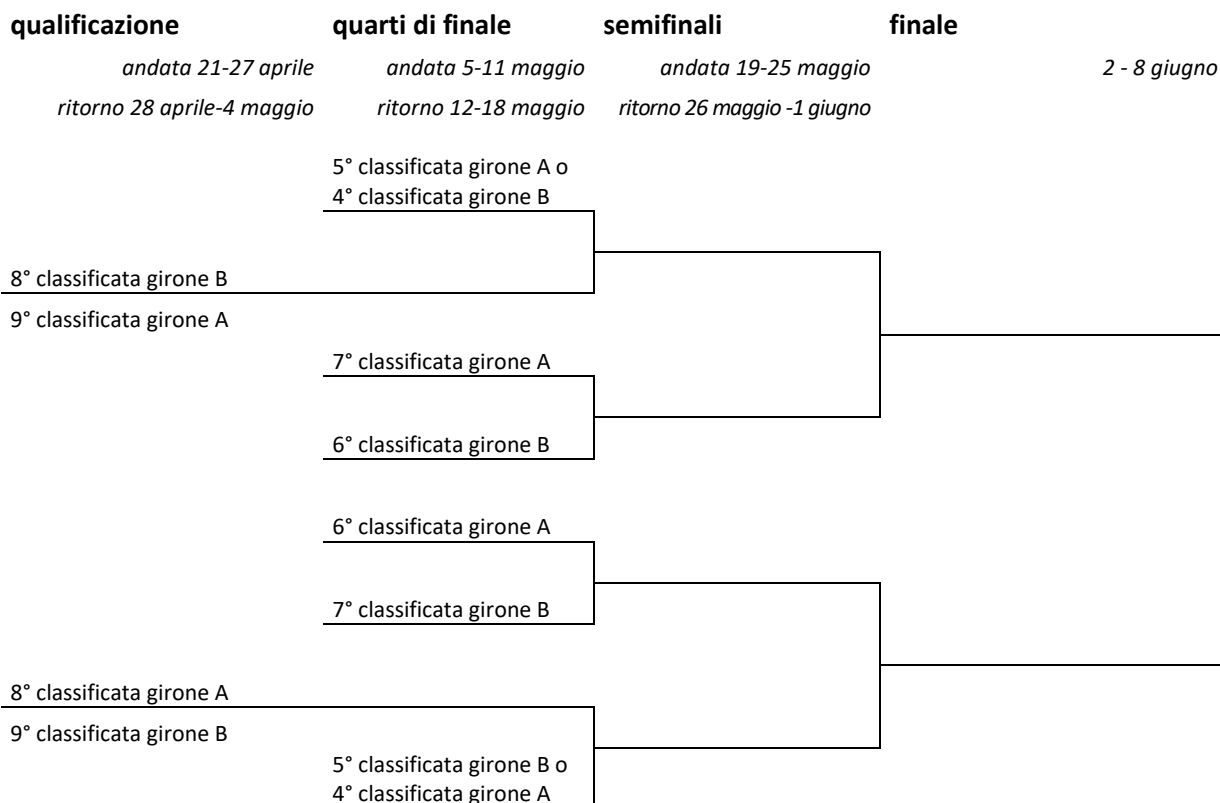 qualificazione quarti di finale semifinali finale
andata 21-27 aprile andata 5-11 maggio andata 19-25 maggio 2 - 8 giugno
ritorno 28 aprile-4 maggio ritorno 12-18 maggio ritorno 26 maggio -1 giugno
5° classificata girone A o
4° classificata girone B
8° classificata girone B
9° classificata girone A
7° classificata girone A
6° classificata girone B
6° classificata girone A
7° classificata girone B
8° classificata girone A
9° classificata girone B
5° classificata girone B o
4° classificata girone A